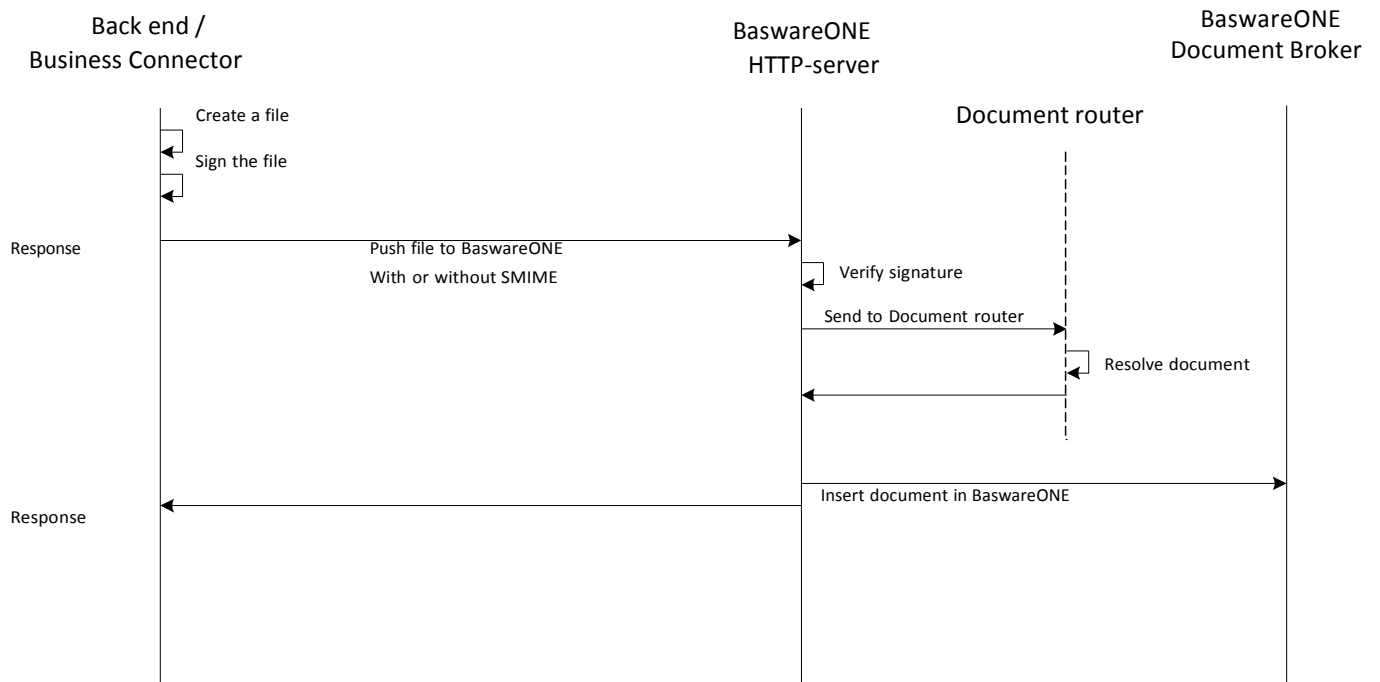 Back end /
Business Connector
BaswareONE
HTTP-server
BaswareONE
Document Broker
Document router
Create a file
Sign the file
Response
Push file to BaswareONE
With or without SMIME
Verify signature
Send to Document router
Resolve document
Insert document in BaswareONE
Response